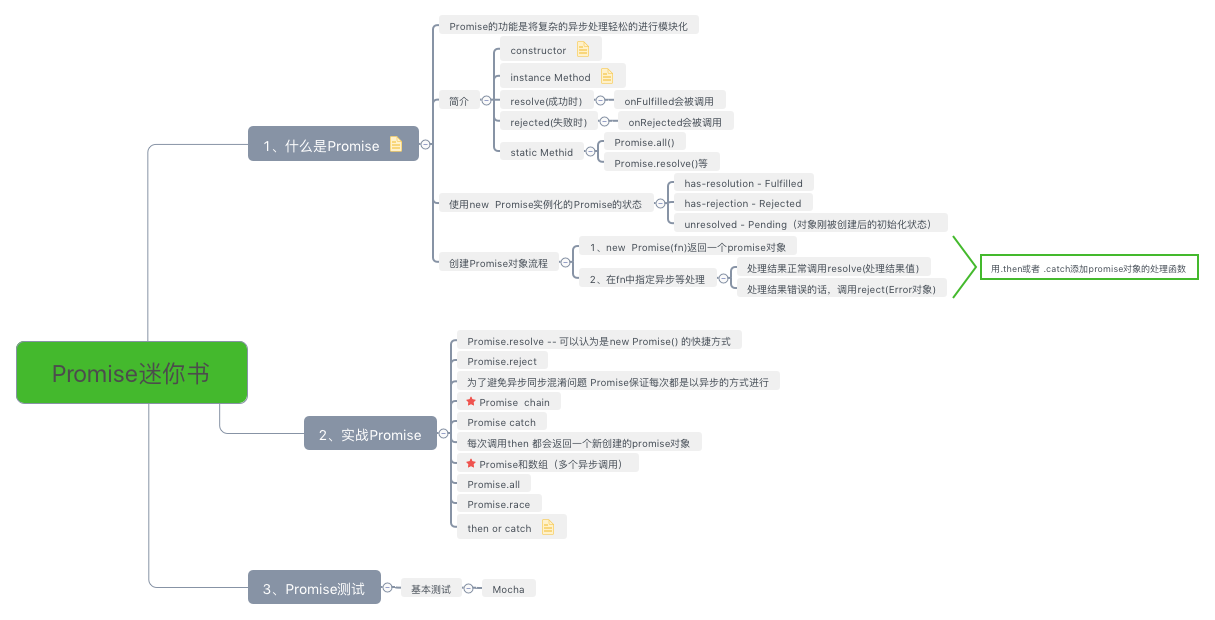 Promise迷你书
1、什么是Promise
Promise的功能是将复杂的异步处理轻松的进行模块化
简介
constructor
instance Method
resolve(成功时)
onFulfilled会被调用
rejected(失败时)
onRejected会被调用
static Methid
Promise.all()
Promise.resolve()等
使用new Promise实例化的Promise的状态
has-resolution - Fulfilled
has-rejection - Rejected
unresolved - Pending（对象刚被创建后的初始化状态）
创建Promise对象流程
1、new Promise(fn)返回一个promise对象
2、在fn中指定异步等处理
处理结果正常调用resolve(处理结果值)
处理结果错误的话，调用reject(Error对象)
用.then或者 .catch添加promise对象的处理函数
2、实战Promise
Promise.resolve -- 可以认为是new Promise() 的快捷方式
Promise.reject
为了避免异步同步混淆问题 Promise保证每次都是以异步的方式进行
Promise chain
Promise catch
每次调用then 都会返回一个新创建的promise对象
Promise和数组（多个异步调用）
Promise.all
Promise.race
then or catch
3、Promise测试
基本测试
Mocha